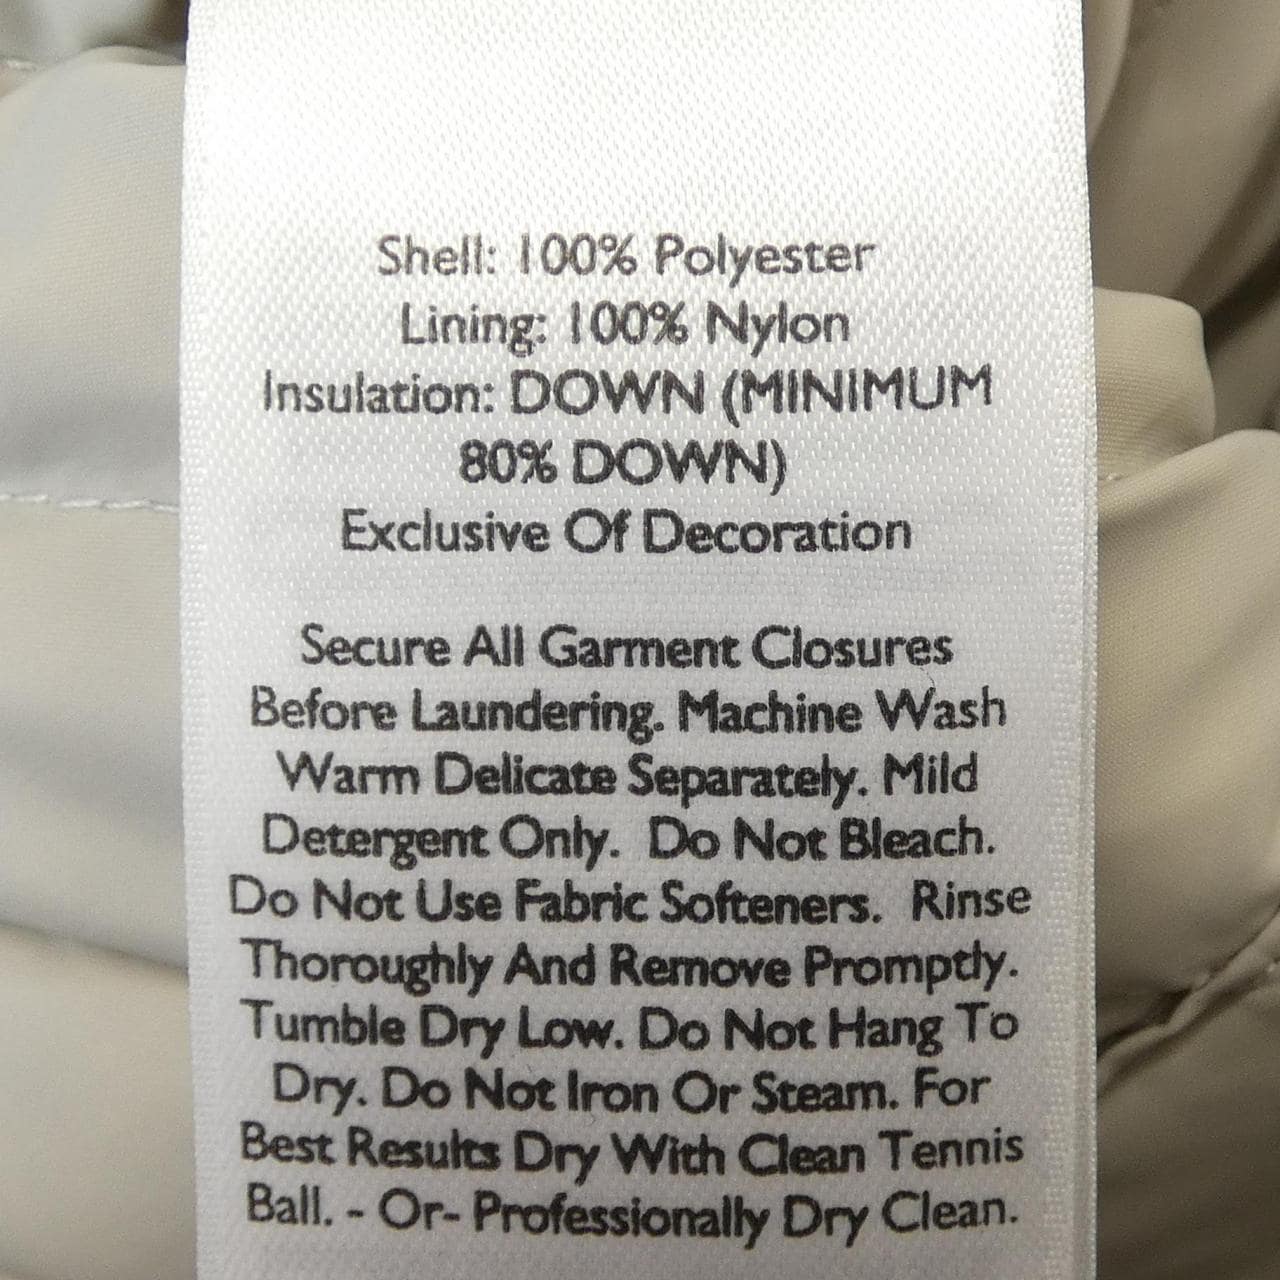 Shell: 100% Polyester
Lining: 100% Nylon
Insulation: DOWN (MINIMUM
80% DOWN)
Exclusive Of Decoration
Secure All Garment Closures
Before Laundering. Machine Wash
Warm Delicate Separately. Mild
Detergent Only.  Do Not Bleach.
Do Not Use Fabric Softeners.  Rinse
Thoroughly And Remove Promptly.
Tumble Dry Low. Do Not Hang To
Dry. Do Not Iron Or Steam. For
Best Results Dry With Clean Tennis
Ball. - Or- Professionally Dry Clean.